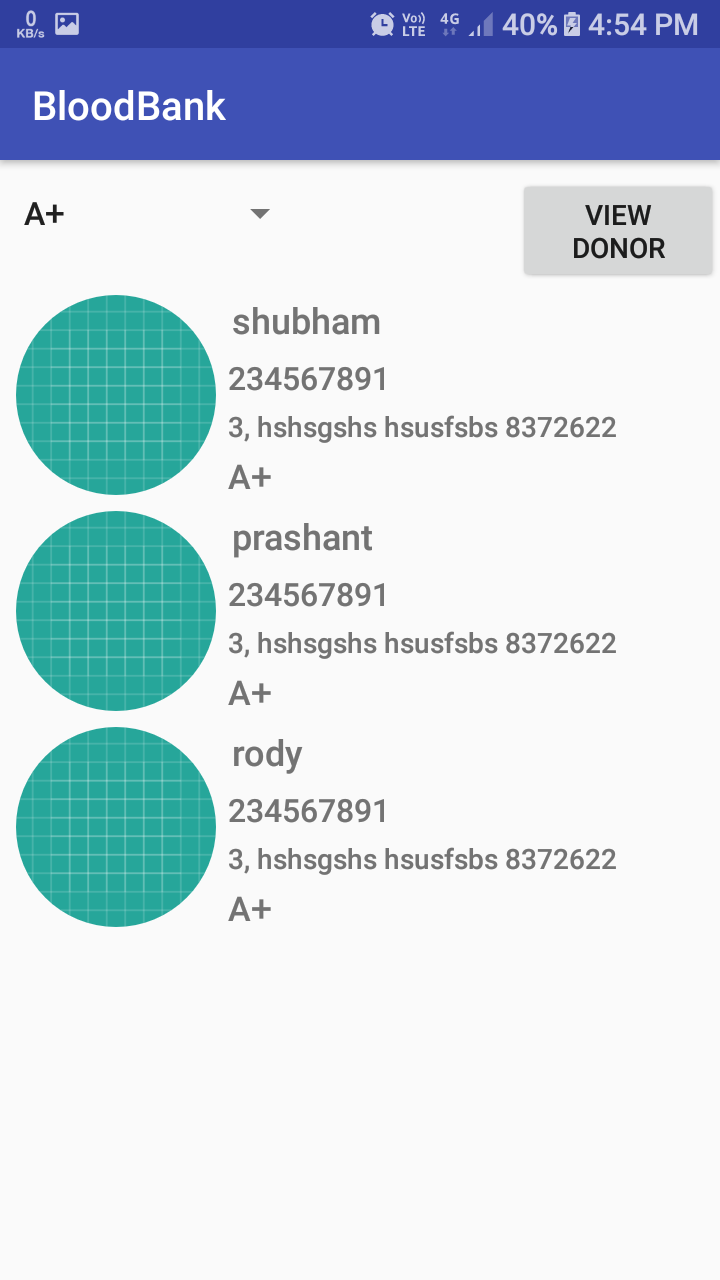 0
KB/s
Vo))
LTE
4G
40%
4:54 PM
BloodBank
A+
VIEW
DONOR
shubham
234567891
3, hshsgshs hsusfsbs 8372622
A+
prashant
234567891
3, hshsgshs hsusfsbs 8372622
A+
rody
234567891
3, hshsgshs hsusfsbs 8372622
A+